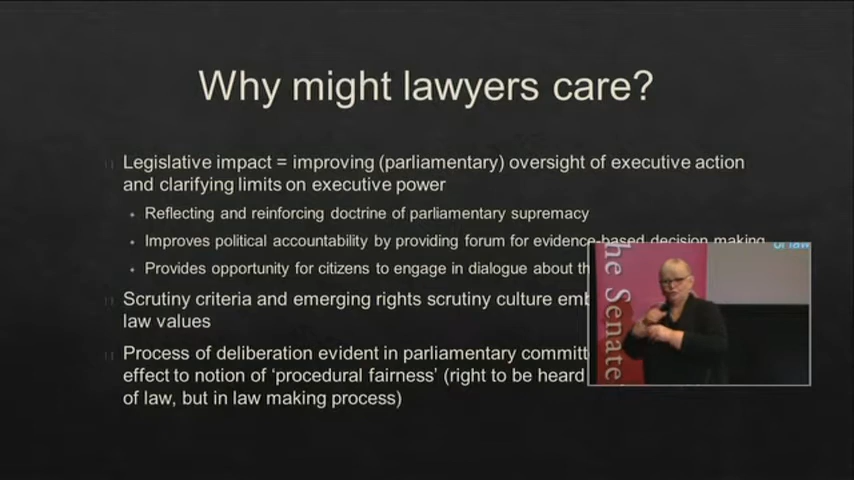 Why might lawyers care?
Legislative impact = improving (parliamentary) oversight of executive action
and clarifying limits on executive power
Reflecting and reinforcing doctrine of parliamentary supremacy
Improves political accountability by providing forum for evidence-based decision making
Provides opportunity for citizens to engage in dialogue about
Scrutiny criteria and emerging rights scrutiny culture
law values
Process of deliberation evident in parliamentary
effect to notion of ‘procedural fairness’ (right to be heard
of law, but in law making process)
he Senate
of law